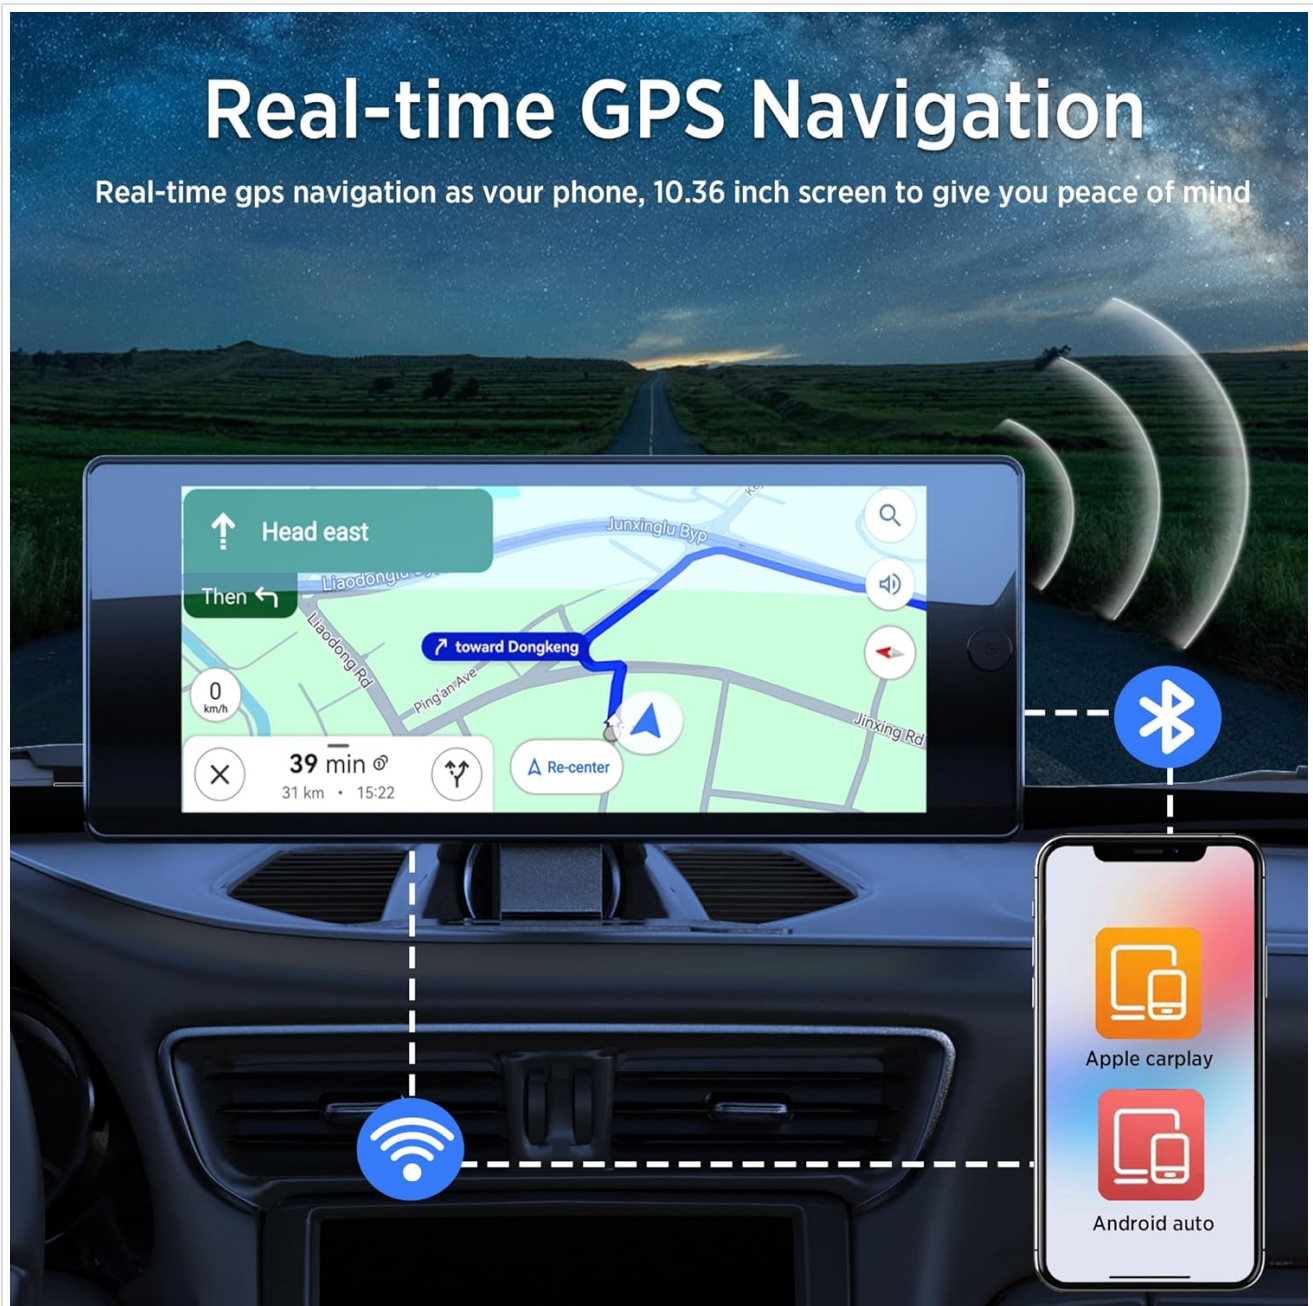 Real-time GPS Navigation
Real-time gps navigation as vour phone, 10.36 inch screen to give you peace of mind
Head east
Then
Junxinglu Byp
Liaodong Rd
toward Dongkeng
Ping'an Ave
Jinxing Rd
0
km/h
39 min
31 km • 15:22
Re-center
Apple carplay
Android auto